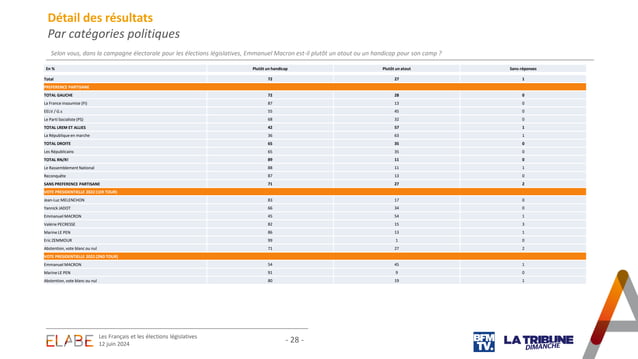 Détail des résultats
Par catégories politiques
Selon vous, dans la campagne électorale pour les élections législatives, Emmanuel Macron est-il plutôt un atout ou un handicap pour son camp ?
En % Plutôt un handicap Plutôt un atout Sans réponses
Total 72 27 1
PREFERENCE PARTISANE
TOTAL GAUCHE 72 28 0
La France insoumise (FI) 87 13 0
EELV / G.s 55 45 0
Le Parti Socialiste (PS) 68 32 0
TOTAL LREM ET ALLIES 42 57 1
La République en marche 36 63 1
TOTAL DROITE 65 35 0
Les Républicains 65 35 0
TOTAL RN/R! 89 11 0
Le Rassemblement National 88 11 1
Reconquête 87 13 0
SANS PREFERENCE PARTISANE 71 27 2
VOTE PRESIDENTIELLE 2022 (1ER TOUR)
Jean-Luc MELENCHON 83 17 0
Yannick JADOT 66 34 0
Emmanuel MACRON 45 54 1
Valérie PECRESSE 82 15 3
Marine LE PEN 86 13 1
Eric ZEMMOUR 99 1 0
Abstention, vote blanc ou nul 71 27 2
VOTE PRESIDENTIELLE 2022 (2ND TOUR)
Emmanuel MACRON 54 45 1
Marine LE PEN 91 9 0
Abstention, vote blanc ou nul 80 19 1
ELABE
Les Français et les élections législatives
12 juin 2024
- 28 -
BFM
TV.
LA TRIBUNE
DIMANCHE